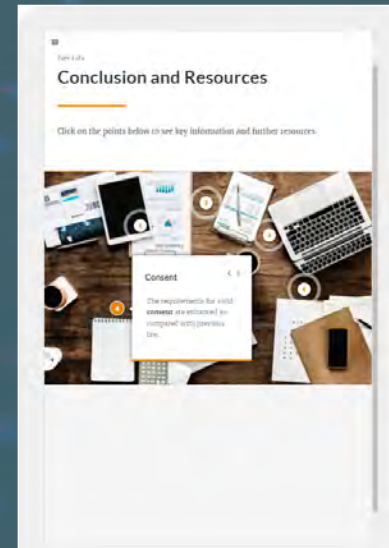 Conclusion and Resources
Click on the points below to see key information and further resources
Consent
The requirements for valid
consent are enhanced as
compared with previous
law.
4